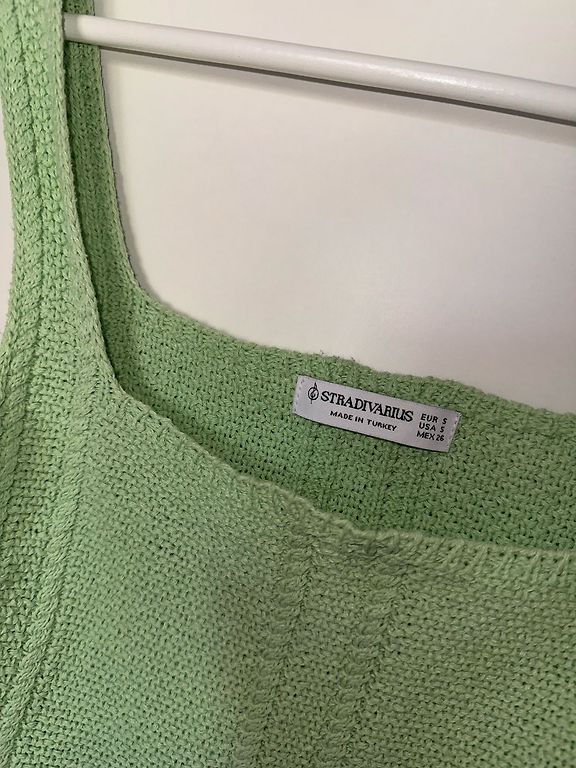 STRADIVARIUS
MADE IN TURKEY
EUR S
USA S
MEX 26